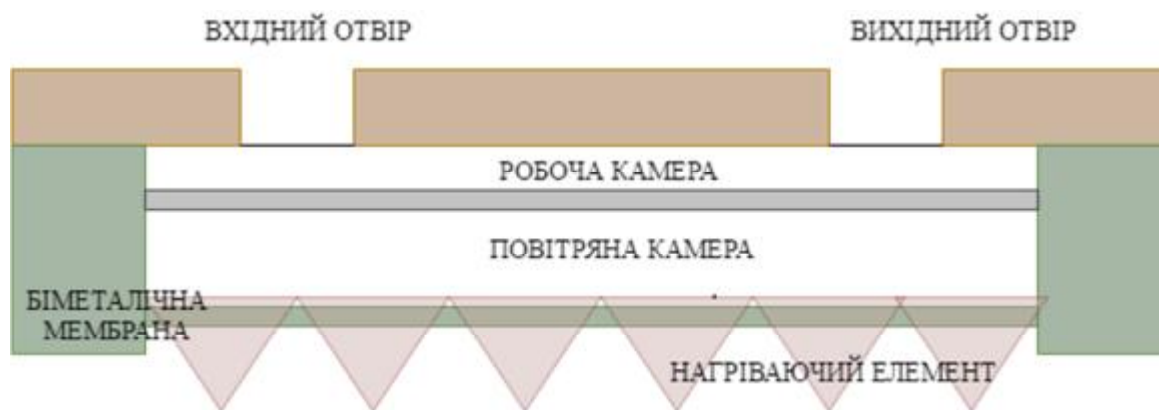 ВХІДНИЙ ОТВІР
ВИХІДНИЙ ОТВІР
РОБОЧА КАМЕРА
ПОВІТРЯНА КАМЕРА
БІМЕТАЛІЧНА
МЕМБРАНА
НАГРІВАЮЧИЙ ЕЛЕМЕНТ